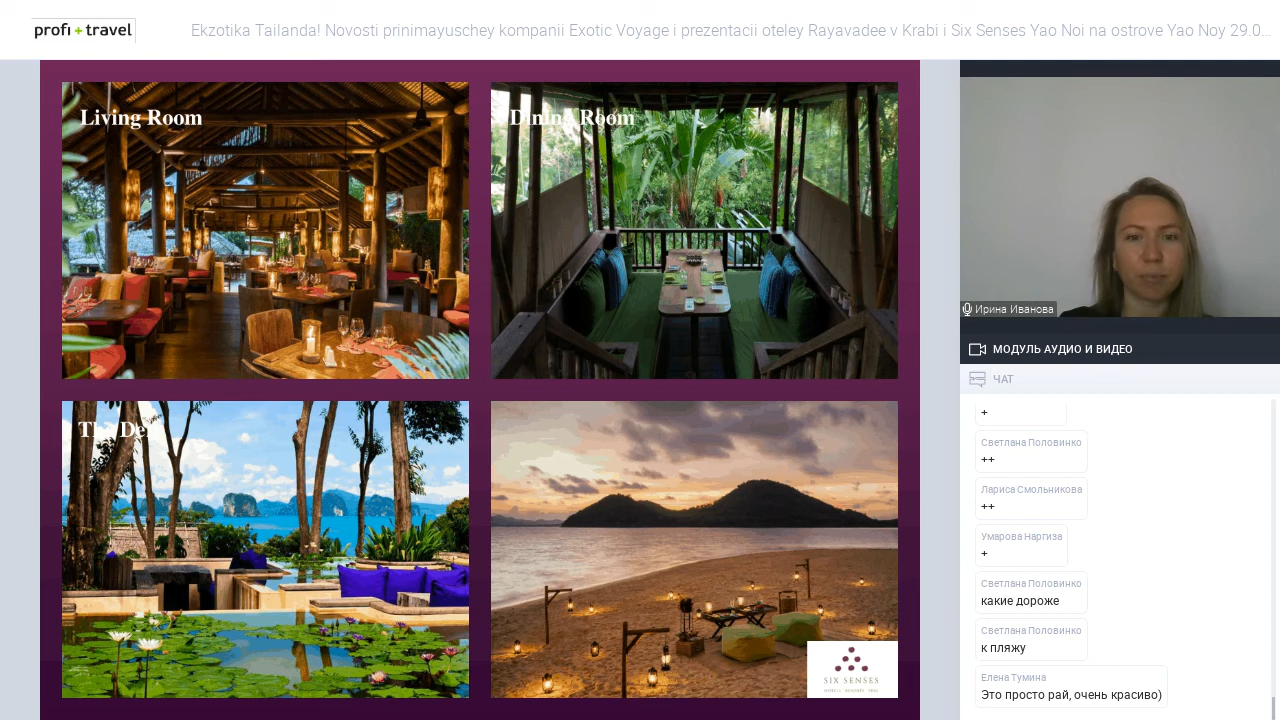 profi + travel
Ekzotika Tailanda! Novosti prinimayuschey kompanii Exotic Voyage i prezentacii oteley Rayavadee v Krabi i Six Senses Yao Noi na ostrove Yao Noy 29.0...
Living Room
Dining Room
SIX SENSES
Ирина Иванова
МОДУЛЬ АУДИО И ВИДЕО
ЧАТ
+
Светлана Половинко
++
Лариса Смольникова
++
Умарова Наргиза
+
Светлана Половинко
какие дороже
Светлана Половинко
к пляжу
Елена Тумина
Это просто рай, очень красиво)